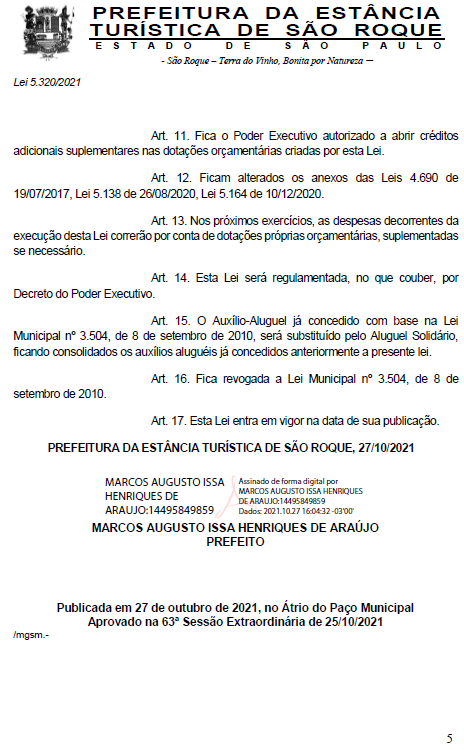 PREFEITURA DA ESTÂNCIA
TURÍSTICA DE SÃO ROQUE
ESTADO DE SÃO PAULO
- São Roque – Terra do Vinho, Bonita por Natureza –
Lei 5.320/2021
Art. 11. Fica o Poder Executivo autorizado a abrir créditos
adicionais suplementares nas dotações orçamentárias criadas por esta Lei.
Art. 12. Ficam alterados os anexos das Leis 4.690 de
19/07/2017, Lei 5.138 de 26/08/2020, Lei 5.164 de 10/12/2020.
Art. 13. Nos próximos exercícios, as despesas decorrentes da
execução desta Lei correrão por conta de dotações próprias orçamentárias, suplementadas
se necessário.
Art. 14. Esta Lei será regulamentada, no que couber, por
Decreto do Poder Executivo.
Art. 15. O Auxílio-Aluguel já concedido com base na Lei
Municipal nº 3.504, de 8 de setembro de 2010, será substituído pelo Aluguel Solidário,
ficando consolidados os auxílios aluguéis já concedidos anteriormente a presente lei.
Art. 16. Fica revogada a Lei Municipal nº 3.504, de 8 de
setembro de 2010.
Art. 17. Esta Lei entra em vigor na data de sua publicação.
PREFEITURA DA ESTÂNCIA TURÍSTICA DE SÃO ROQUE, 27/10/2021
MARCOS AUGUSTO ISSA
HENRIQUES DE
ARAUJO:14495849859
Assinado de forma digital por
MARCOS AUGUSTO ISSA HENRIQUES
DE ARAUJO:14495849859
Dados: 2021.10.27 16:04:32 -03'00'
MARCOS AUGUSTO ISSA HENRIQUES DE ARAÚJO
PREFEITO
Publicada em 27 de outubro de 2021, no Átrio do Paço Municipal
Aprovado na 63ª Sessão Extraordinária de 25/10/2021
/mgsm.-
5